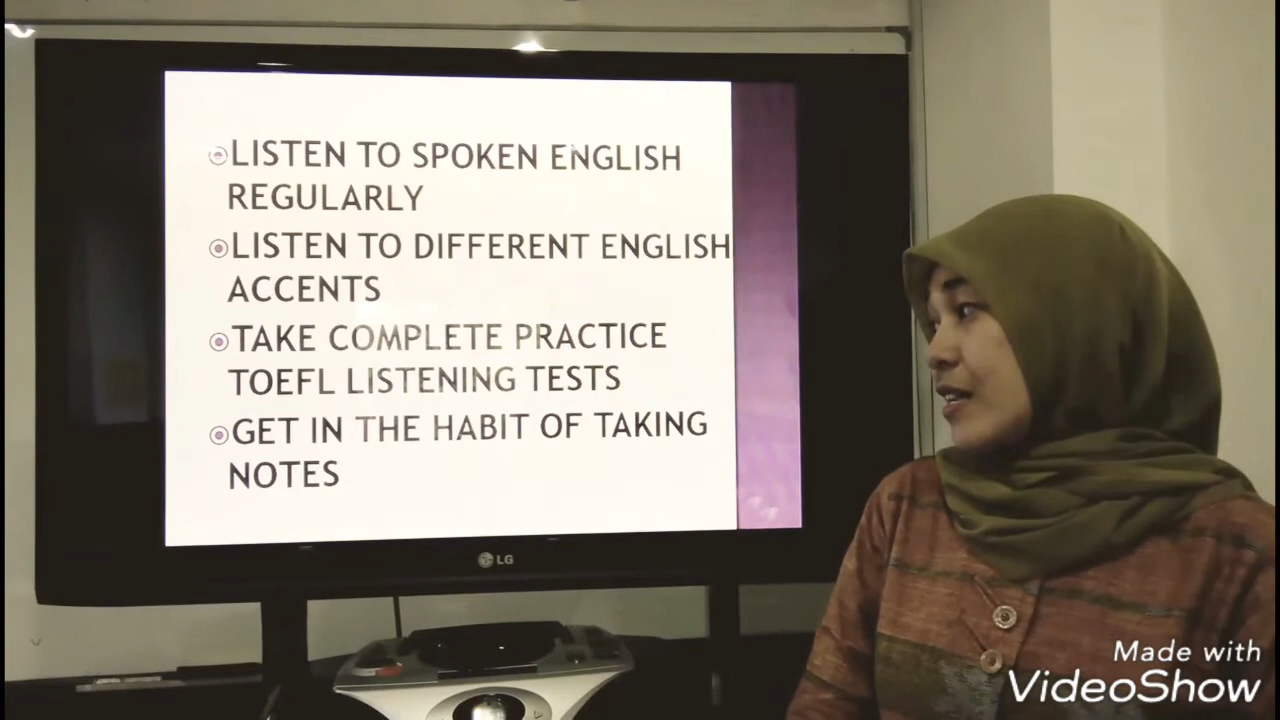 LISTEN TO SPOKEN ENGLISH
REGULARLY
LISTEN TO DIFFERENT ENGLISH
ACCENTS
TAKE COMPLETE PRACTICE
TOEFL LISTENING TESTS
GET IN THE HABIT OF TAKING
NOTES
LG
Made with
VideoShow